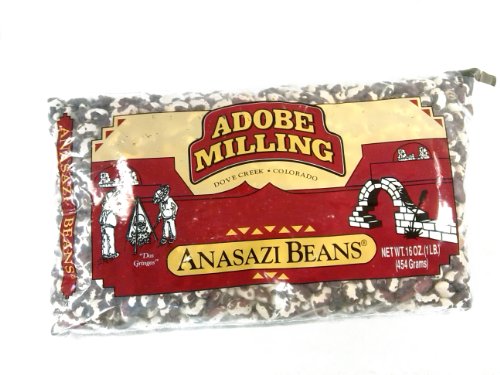 ADOBE
MILLING
DOVE CREEK • COLORADO
ANASAZI BEANS®
"Dos
Gringos"
ANASAZI BEANS®
NET WT. 16 OZ. (1 LB.)
(454 Grams)